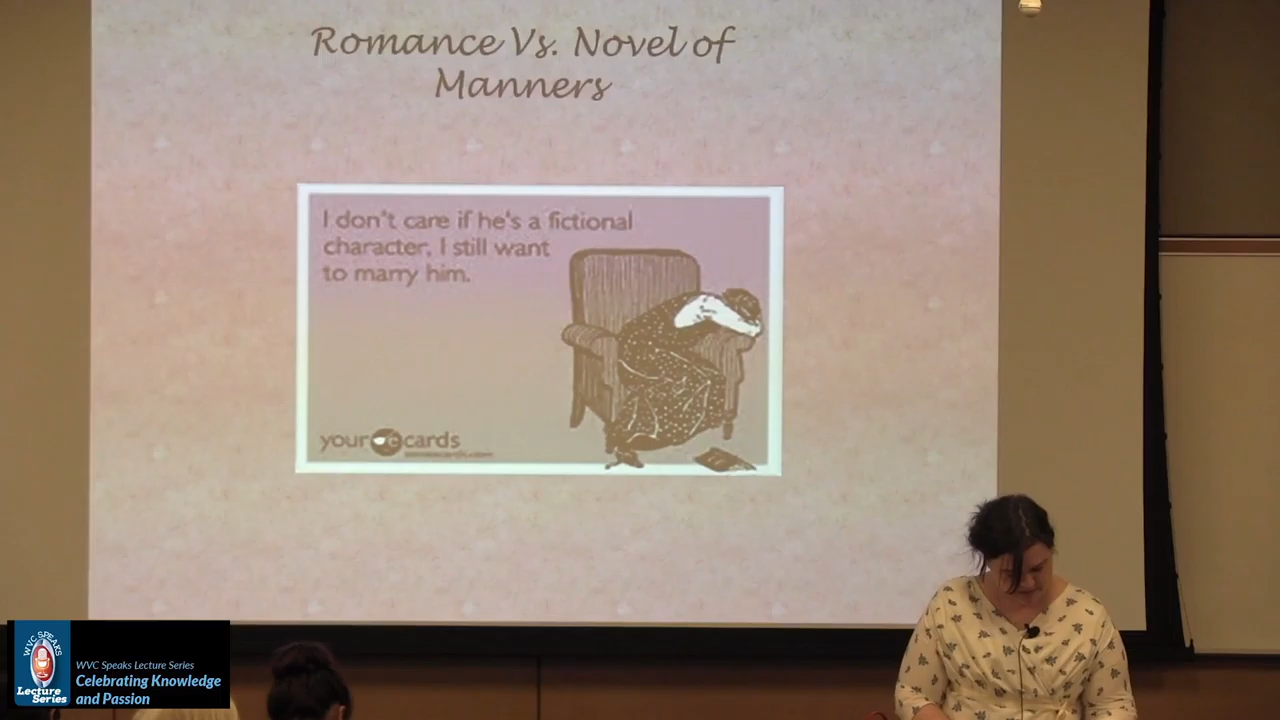 Romance Vs. Novel of
Manners
I don't care if he's a fictional
character, I still want
to marry him.
your e cards
WVC SPEAKS
Lecture
Series
WVC Speaks Lecture Series
Celebrating Knowledge
and Passion